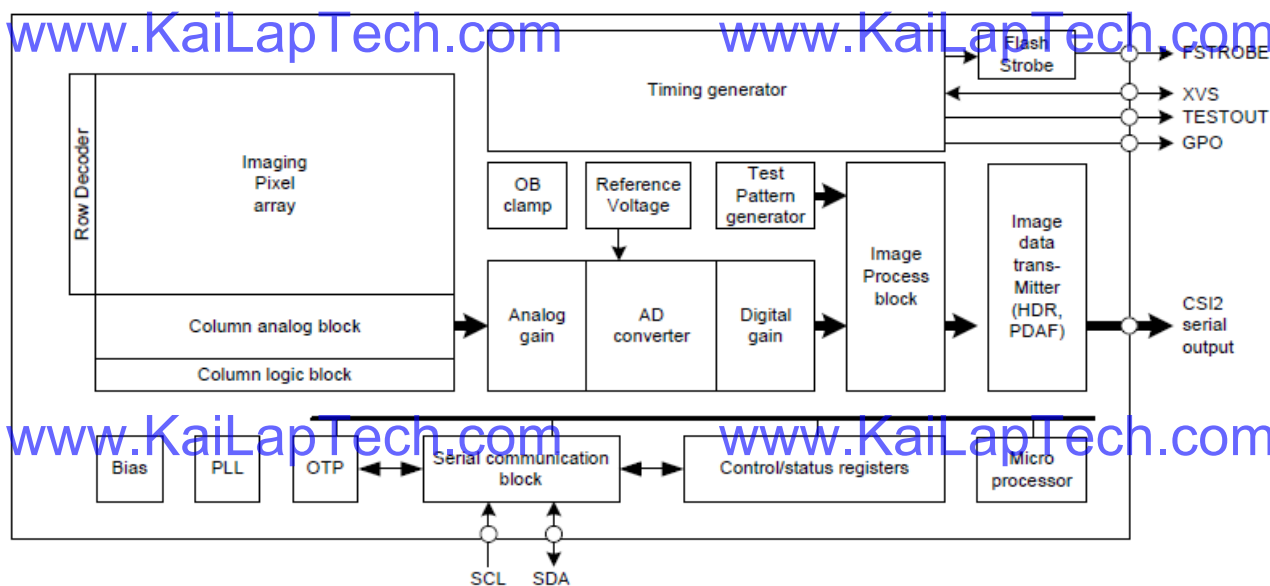 www.KaiLapTech.com
www.KaiLapTech.com
Flash
Strobe
FSTROBE
Timing generator
XVS
TESTOUT
GPO
Row Decoder
Imaging
Pixel
array
OB
clamp
Reference
Voltage
Test
Pattern
generator
Image
Process
block
Image
data
trans-
Mitter
(HDR,
PDAF)
Column analog block
Analog
gain
AD
converter
Digital
gain
CSI2
serial
output
Column logic block
www.KaiLapTech.com
www.KaiLapTech.com
Bias
PLL
OTP
Serial communication
block
Control/status registers
Micro
processor
SCL
SDA